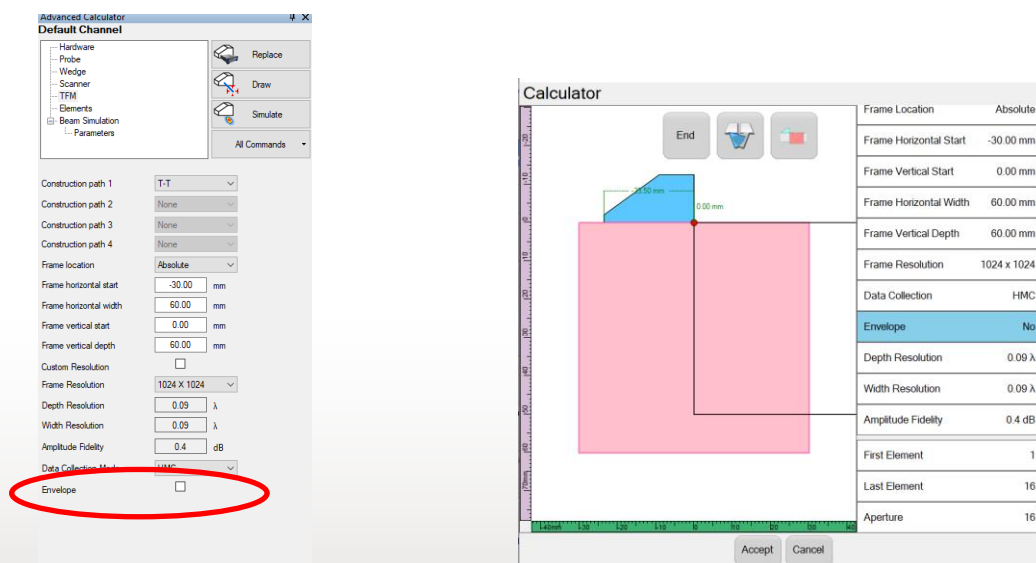 Advanced Calculator
Default Channel
Hardware
Probe
Wedge
Scanner
TFM
Elements
Beam Simulation
Parameters
Replace
Draw
Simulate
All Commands
Construction path 1 T-T
Construction path 2 None
Construction path 3 None
Construction path 4 None
Frame location Absolute
Frame horizontal start -30.00 mm
Frame horizontal width 60.00 mm
Frame vertical start 0.00 mm
Frame vertical depth 60.00 mm
Custom Resolution
Frame Resolution 1024 X 1024
Depth Resolution 0.09 λ
Width Resolution 0.09 λ
Amplitude Fidelity 0.4 dB
Data Collection Mode HMC
Envelope
Calculator
End
0.00 mm
Frame Location Absolute
Frame Horizontal Start -30.00 mm
Frame Vertical Start 0.00 mm
Frame Horizontal Width 60.00 mm
Frame Vertical Depth 60.00 mm
Frame Resolution 1024 x 1024
Data Collection HMC
Envelope No
Depth Resolution 0.09 λ
Width Resolution 0.09 λ
Amplitude Fidelity 0.4 dB
First Element 1
Last Element 16
Aperture 16
Accept Cancel